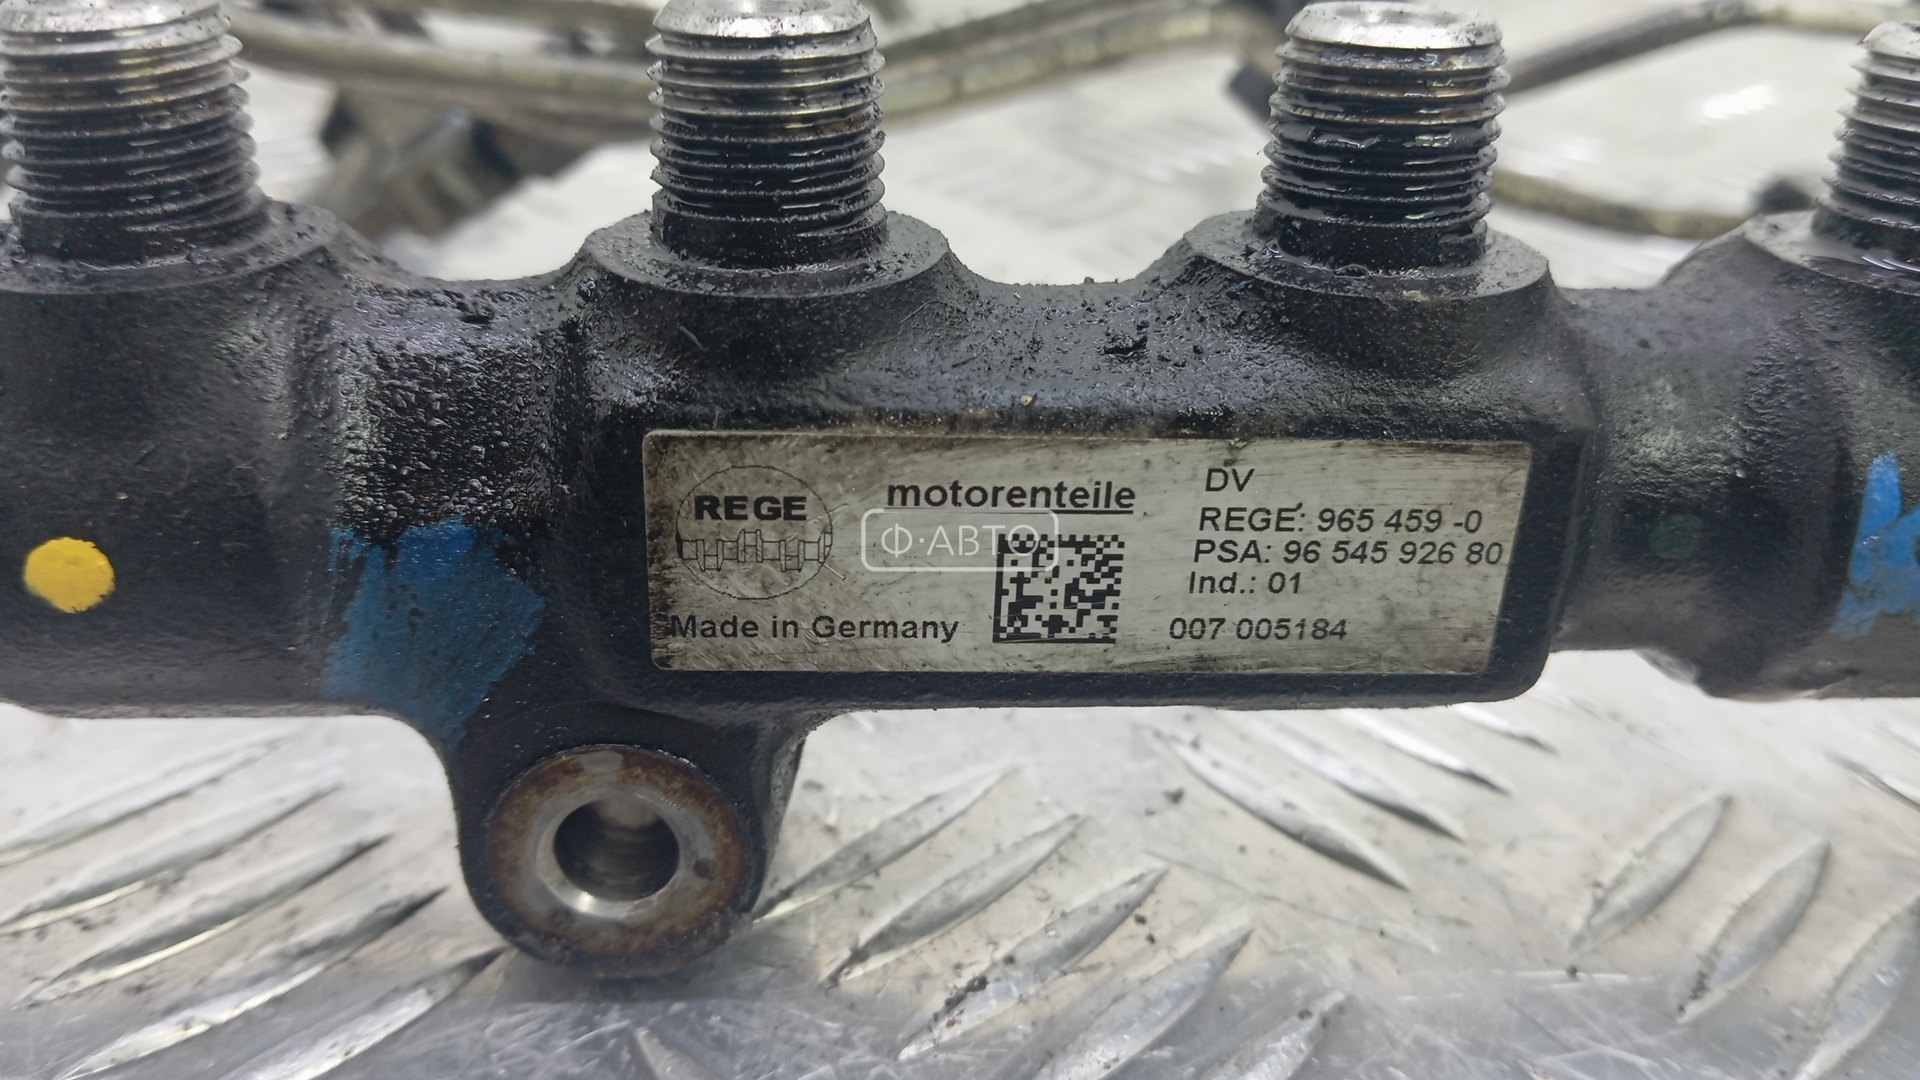 REGE
motorenteile
Made in Germany
DV
REGE: 965 459 -0
PSA: 96 545 926 80
Ind.: 01
007 005184
Ф·АВТО